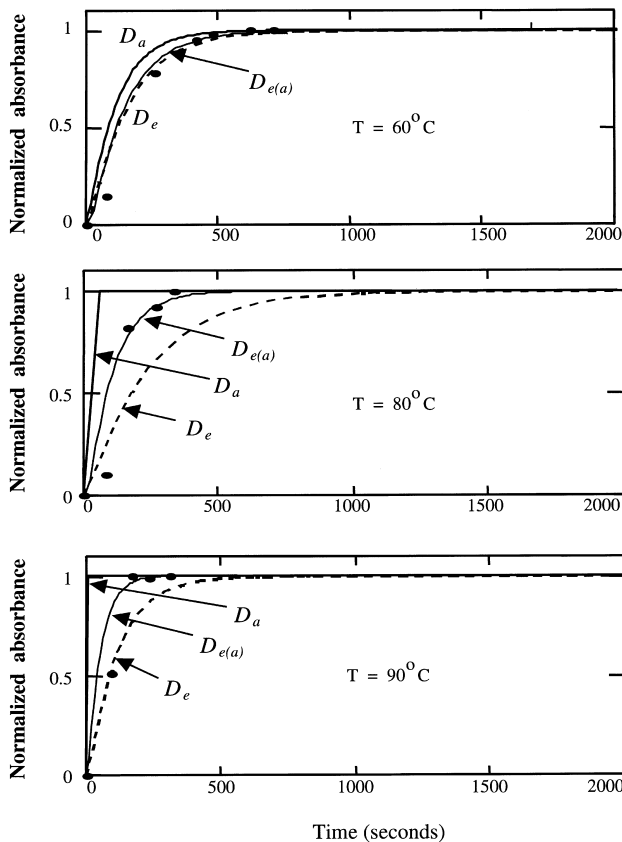 Normalized absorbance
1
0.5
0
D_a
D_e
D_e(a)
T = 60°C
0 500 1000 1500 2000
Normalized absorbance
1
0.5
0
D_e(a)
D_a
D_e
T = 80°C
0 500 1000 1500 2000
Normalized absorbance
1
0.5
0
D_a
D_e(a)
D_e
T = 90°C
0 500 1000 1500 2000
Time (seconds)